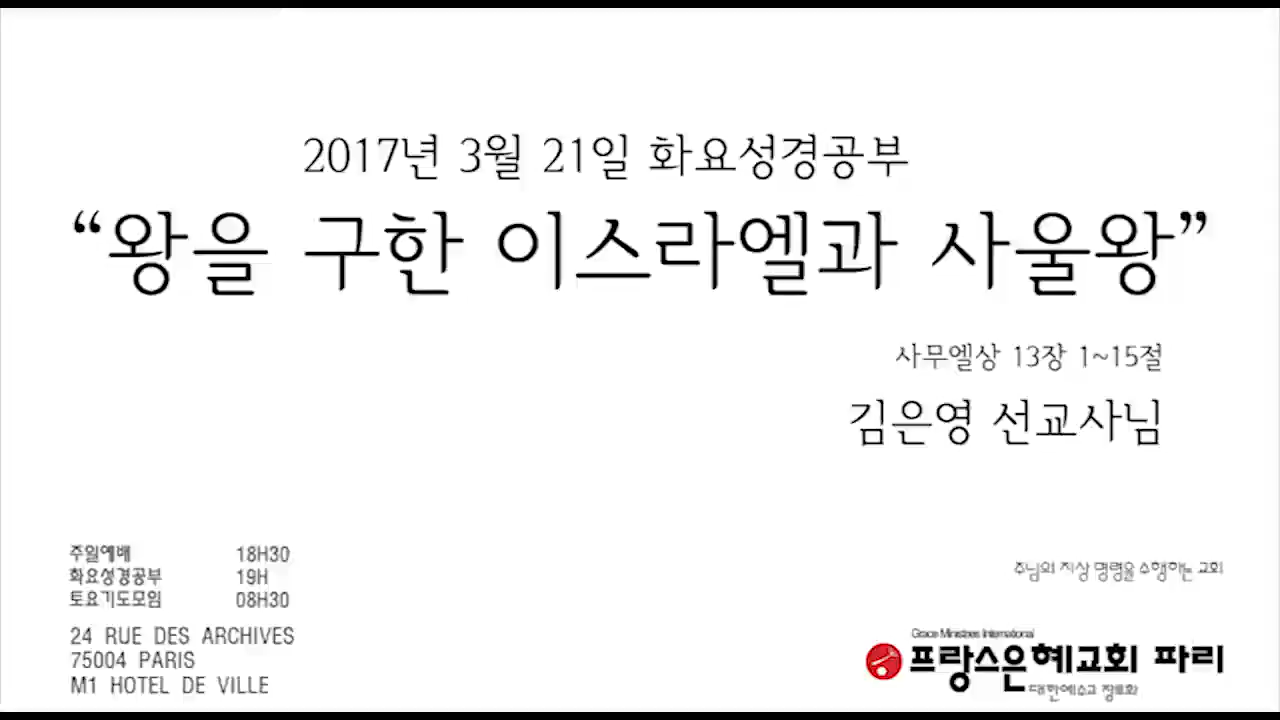 2017년 3월 21일 화요성경공부
“왕을 구한 이스라엘과 사울왕”
사무엘상 13장 1~15절
김은영 선교사님
주일예배 18H30
화요성경공부 19H
토요기도모임 08H30
24 RUE DES ARCHIVES
75004 PARIS
M1 HOTEL DE VILLE
주님의 지상 명령을 수행하는 교회
Grace Ministries International
프랑스은혜교회 파리
대한예수교 장로회